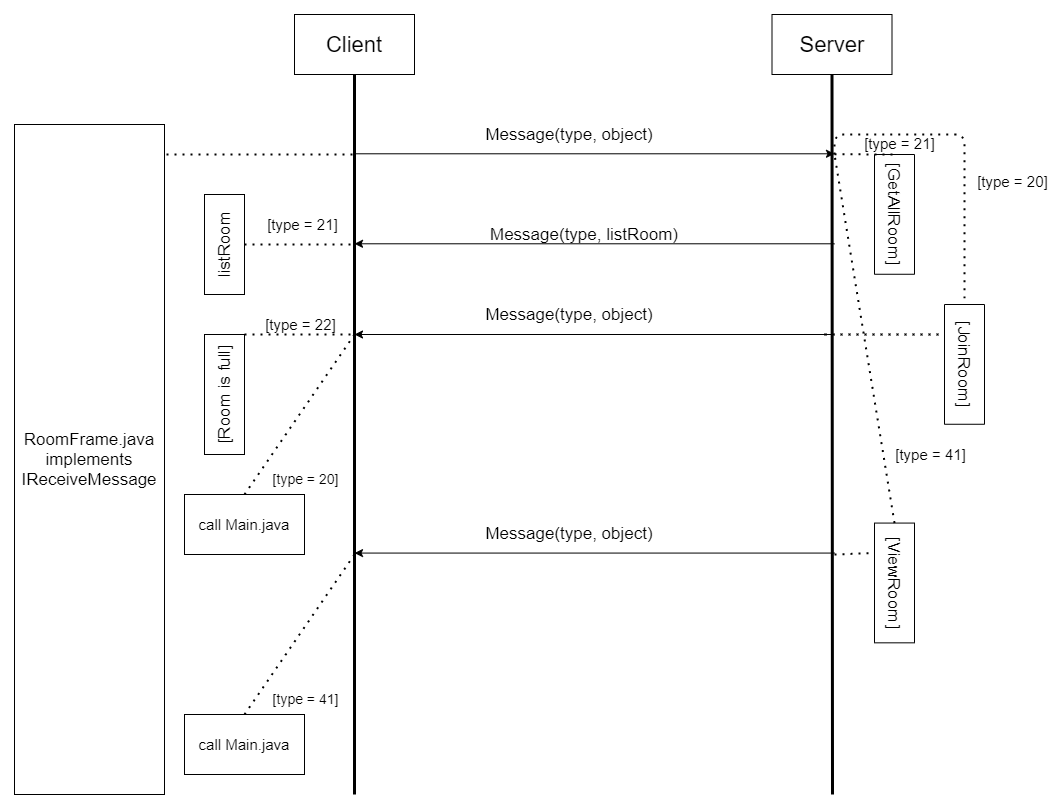 Client
Server
Message(type, object)
[type = 21]
[type = 20]
[GetAllRoom]
[type = 21]
listRoom
Message(type, listRoom)
Message(type, object)
[type = 22]
[Room is full]
[JoinRoom]
RoomFrame.java
implements
IReceiveMessage
[type = 41]
[type = 20]
call Main.java
Message(type, object)
[ViewRoom]
[type = 41]
call Main.java